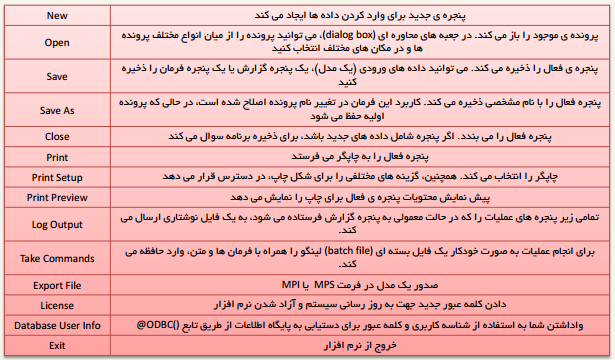 New
پنجره ی جدید برای وارد کردن داده ها ایجاد می کند
Open
پرونده ی موجود را باز می کند. در جعبه های محاوره ای (dialog box)، می توانید پرونده را از میان انواع مختلف پرونده
ها و در مکان های مختلف انتخاب کنید
Save
پنجره ی فعال را ذخیره می کند. می توانید داده های ورودی (یک مدل)، یک پنجره گزارش یا یک پنجره فرمان را ذخیره
کنید
Save As
پنجره فعال را با نام مشخصی ذخیره می کند. کاربرد این فرمان در تغییر نام پرونده اصلاح شده است، در حالی که پرونده
اولیه حفظ می شود
Close
پنجره فعال را می بندد. اگر پنجره شامل داده های جدید باشد، برای ذخیره برنامه سوال می کند
Print
پنجره فعال را به چاپگر می فرستد
Print Setup
چاپگر را انتخاب می کند. همچنین، گزینه های مختلفی را برای شکل چاپ، در دسترس قرار می دهد
Print Preview
پیش نمایش محتویات پنجره ی فعال برای چاپ را نمایش می دهد
Log Output
تمامی زیر پنجره های عملیات را که در حالت معمولی به پنجره گزارش فرستاده می شود، به یک فایل نوشتاری ارسال می
کند.
Take Commands
برای انجام عملیات به صورت خودکار یک فایل بسته ای (batch file) لینگو را همراه با فرمان ها و متن، وارد حافظه می
کند.
Export File
صدور یک مدل در فرمت MPS یا MPI
License
دادن کلمه عبور جدید جهت به روز رسانی سیستم و آزاد شدن نرم افزار
Database User Info
واداشتن شما به استفاده از شناسه کاربری و کلمه عبور برای دستیابی به پایگاه اطلاعات از طریق تابع @ODBC()
Exit
خروج از نرم افزار